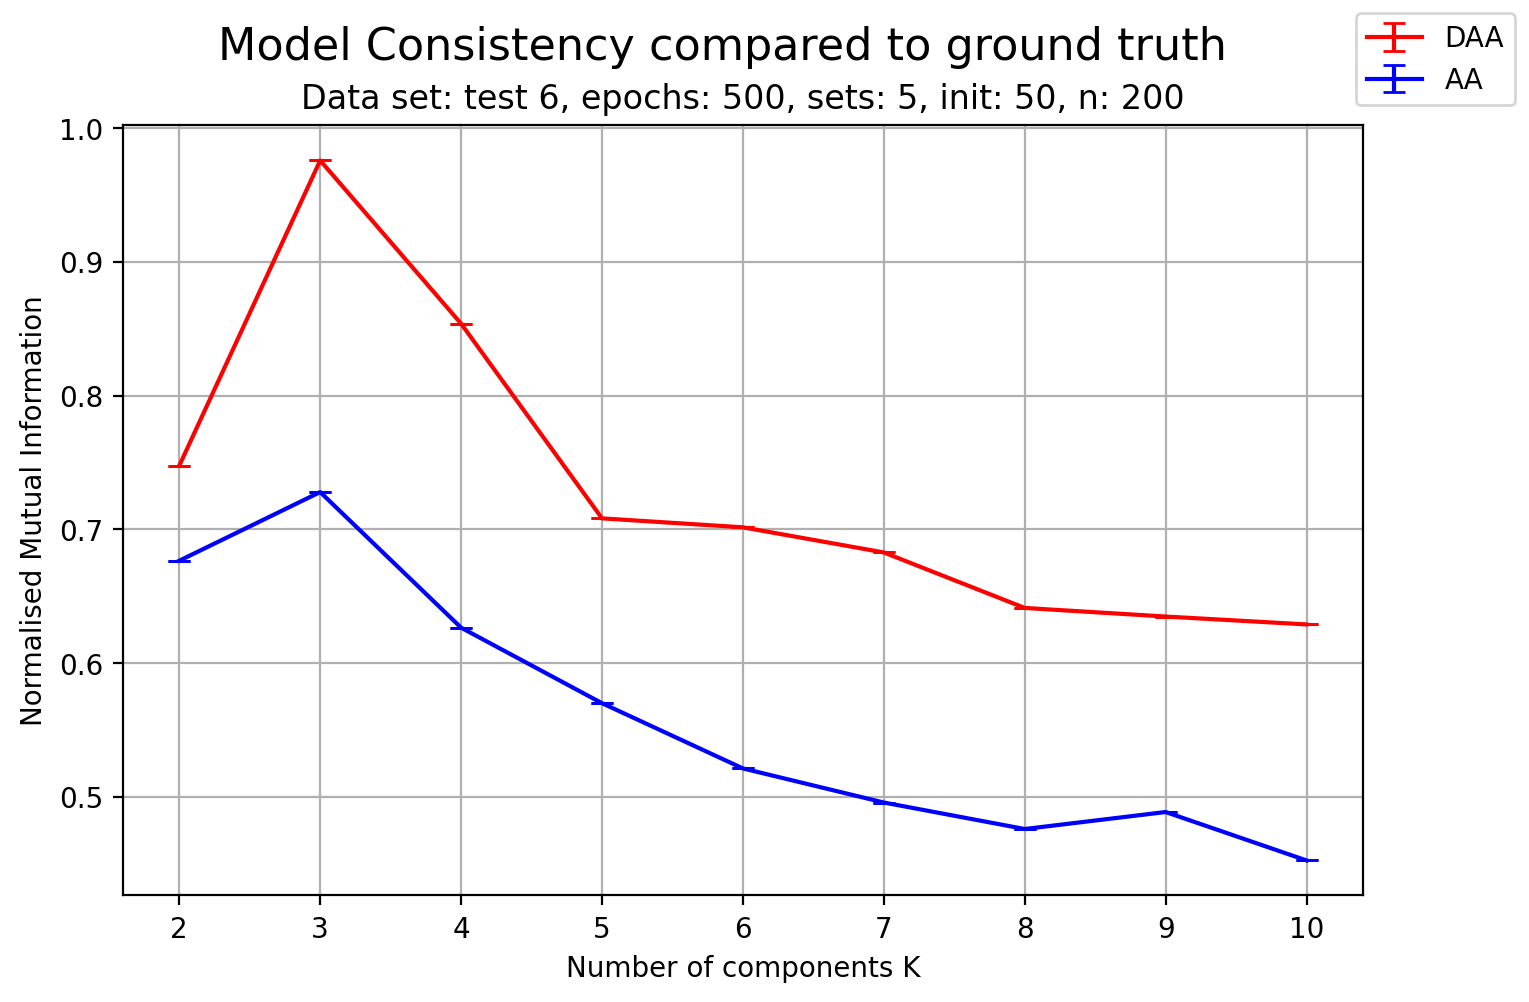 Model Consistency compared to ground truth
Data set: test 6, epochs: 500, sets: 5, init: 50, n: 200
DAA
AA
Normalised Mutual Information
1.0
0.9
0.8
0.7
0.6
0.5
2 3 4 5 6 7 8 9 10
Number of components K